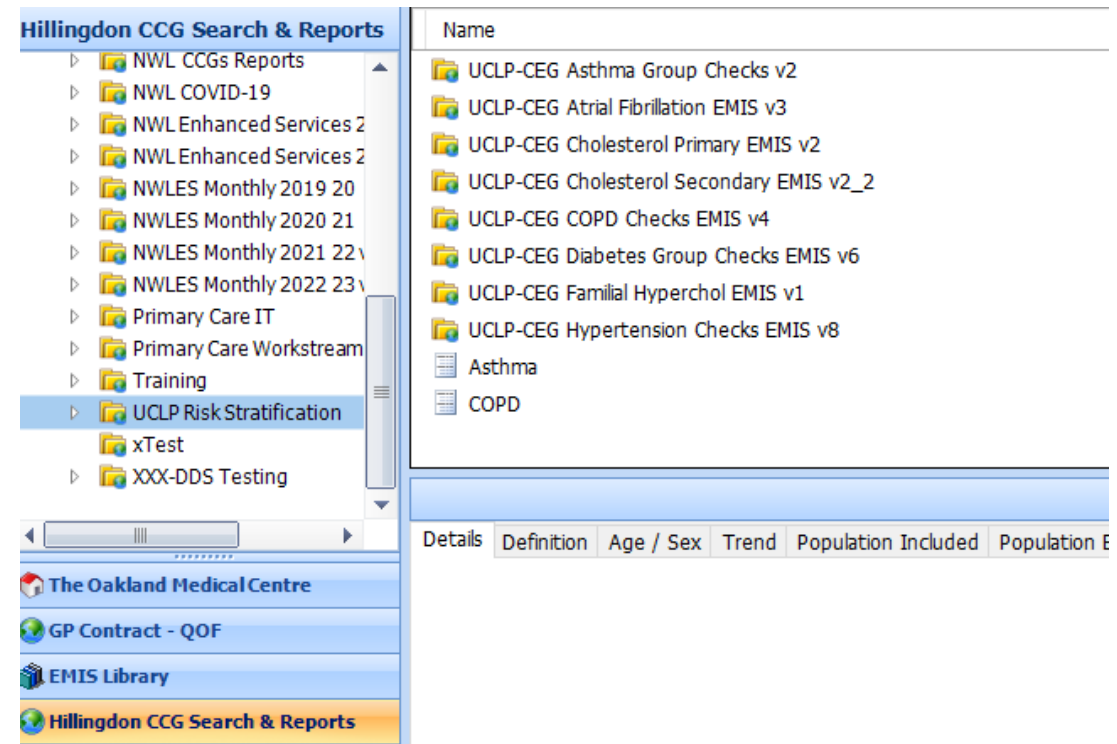 Hillingdon CCG Search & Reports
NWL CCGs Reports
NWL COVID-19
NWL Enhanced Services 2
NWL Enhanced Services 2
NWLES Monthly 2019 20
NWLES Monthly 2020 21
NWLES Monthly 2021 22 v
NWLES Monthly 2022 23 v
Primary Care IT
Primary Care Workstream
Training
UCLP Risk Stratification
xTest
XXX-DDS Testing
The Oakland Medical Centre
GP Contract - QOF
EMIS Library
Hillingdon CCG Search & Reports
Name
UCLP-CEG Asthma Group Checks v2
UCLP-CEG Atrial Fibrillation EMIS v3
UCLP-CEG Cholesterol Primary EMIS v2
UCLP-CEG Cholesterol Secondary EMIS v2_2
UCLP-CEG COPD Checks EMIS v4
UCLP-CEG Diabetes Group Checks EMIS v6
UCLP-CEG Familial Hyperchol EMIS v1
UCLP-CEG Hypertension Checks EMIS v8
Asthma
COPD
Details Definition Age / Sex Trend Population Included Population E